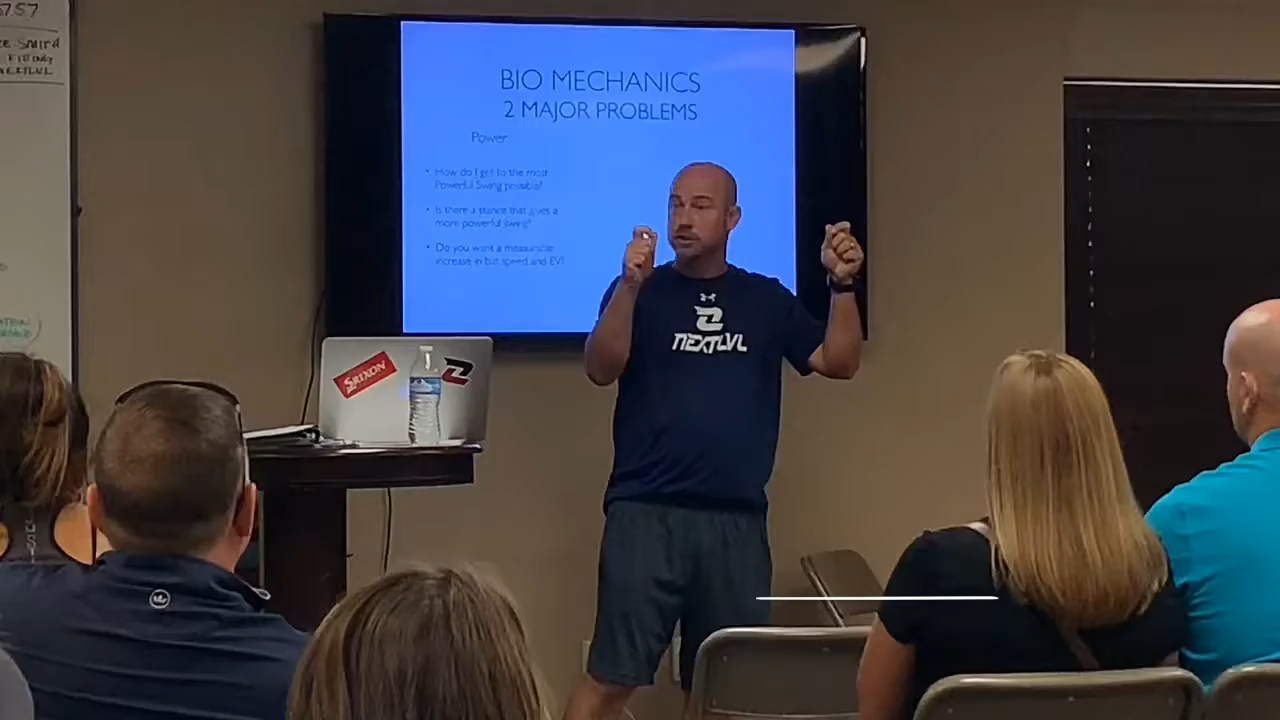 BIO MECHANICS
2 MAJOR PROBLEMS
Power
• How do I get to the most
Powerful Swing possible?
• Is there a stance that gives a
more powerful swing?
• Do you want a measurable
increase in bat speed and EV?
NEXTLVL
SRIXON
NEXTLVL